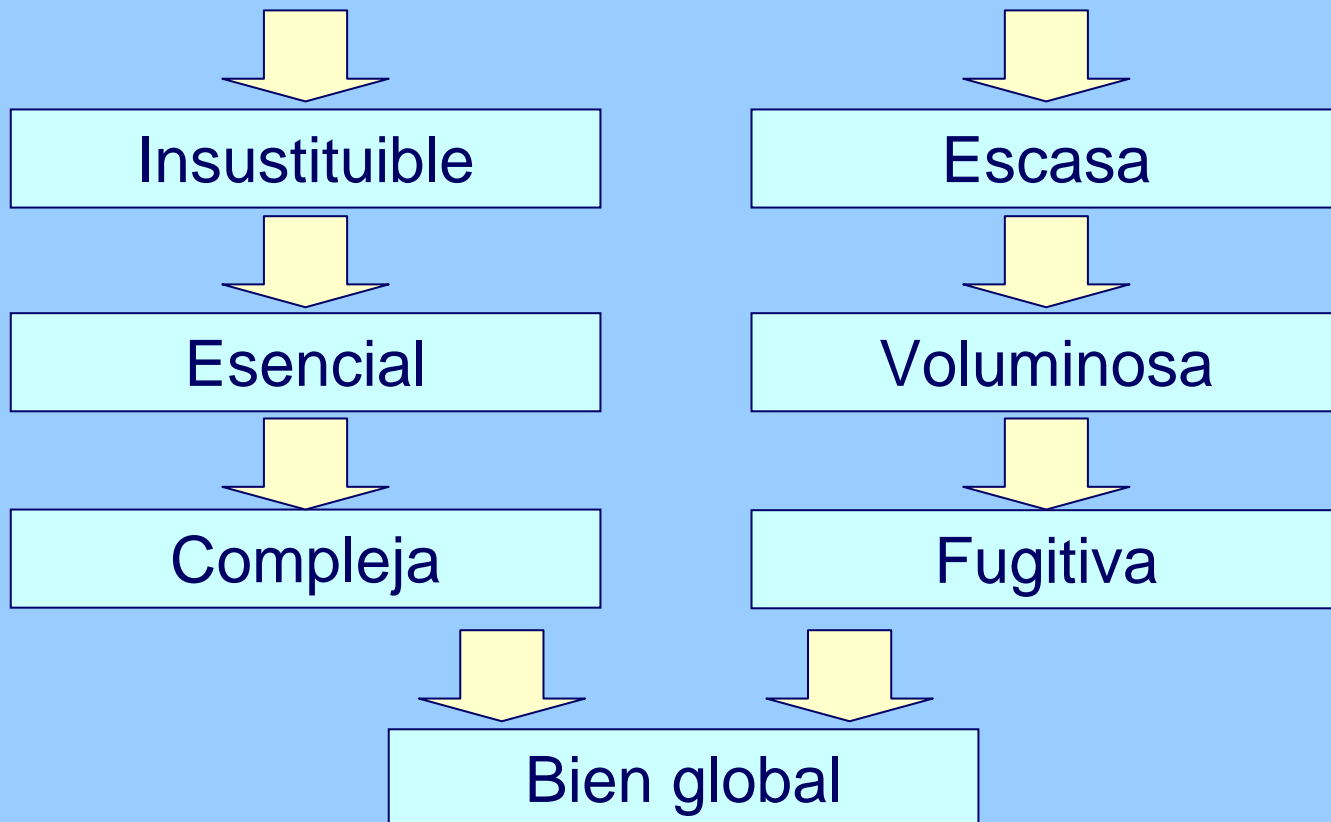 Insustituible
Escasa
Esencial
Voluminosa
Compleja
Fugitiva
Bien global